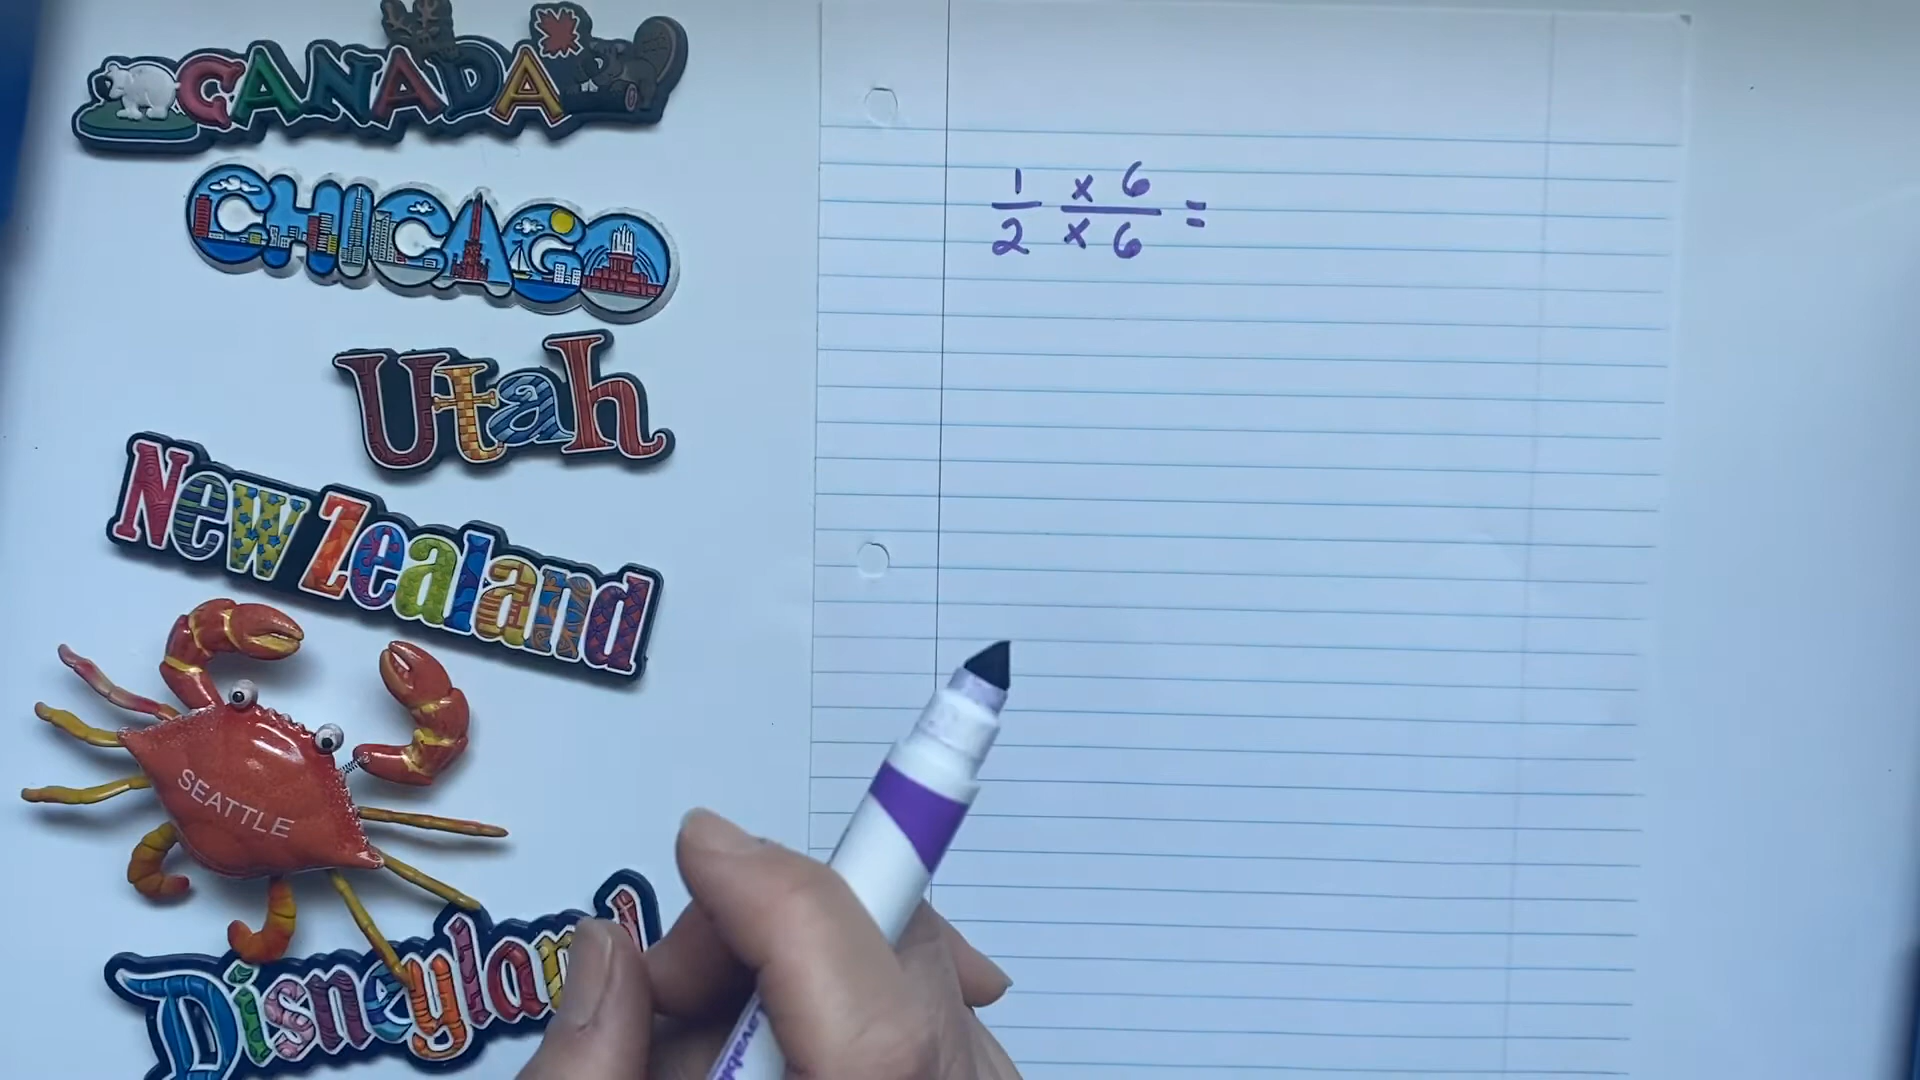 CANADA
CHICAGO
Utah
New Zealand
SEATTLE
Disneyland
1 × 6 =
2 × 6